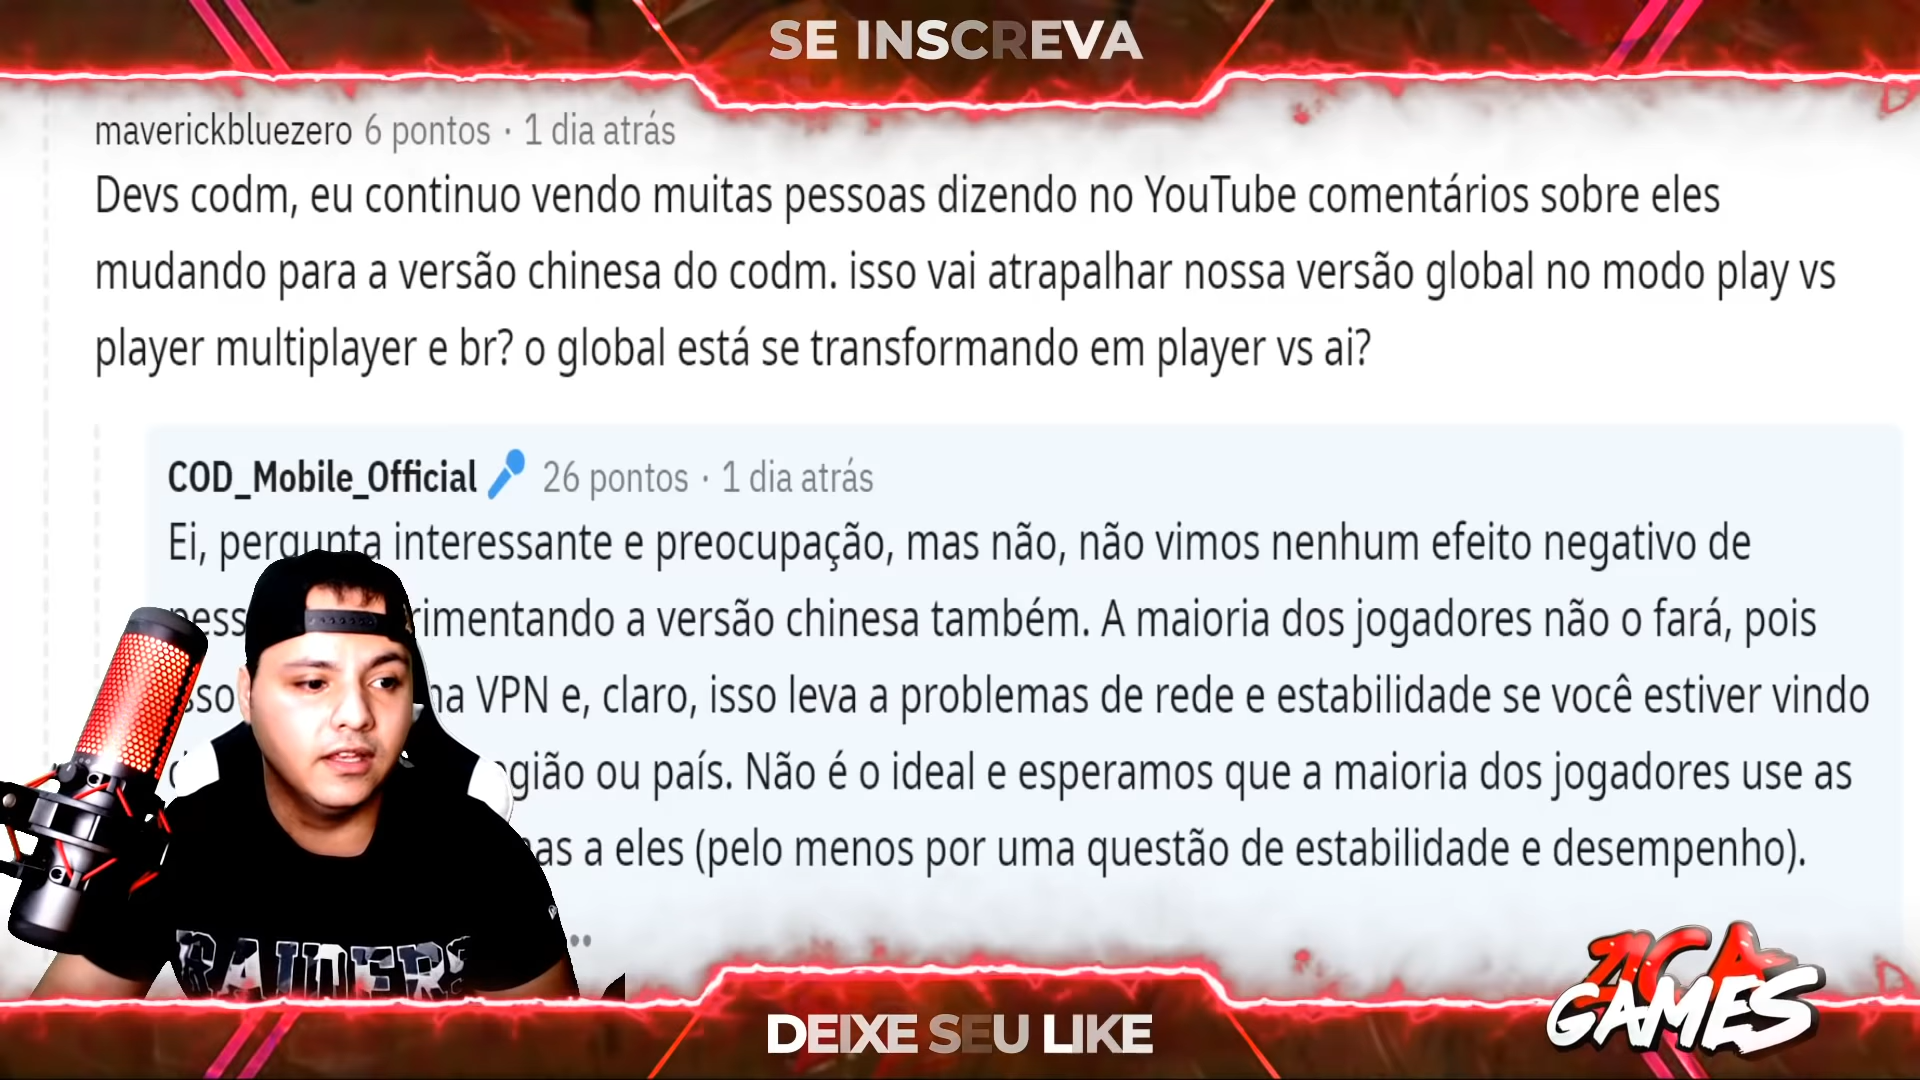 SE INSCREVA
maverickbluezero 6 pontos · 1 dia atrás
Devs codm, eu continuo vendo muitas pessoas dizendo no YouTube comentários sobre eles
mudando para a versão chinesa do codm. isso vai atrapalhar nossa versão global no modo play vs
player multiplayer e br? o global está se transformando em player vs ai?
COD_Mobile_Official 26 pontos · 1 dia atrás
Ei, pergunta interessante e preocupação, mas não, não vimos nenhum efeito negativo de
a versão chinesa também. A maioria dos jogadores não o fará, pois
VPN e, claro, isso leva a problemas de rede e estabilidade se você estiver vindo
ou país. Não é o ideal e esperamos que a maioria dos jogadores use as
a eles (pelo menos por uma questão de estabilidade e desempenho).
RAIDERS
ZICA
GAMES
DEIXE SEU LIKE